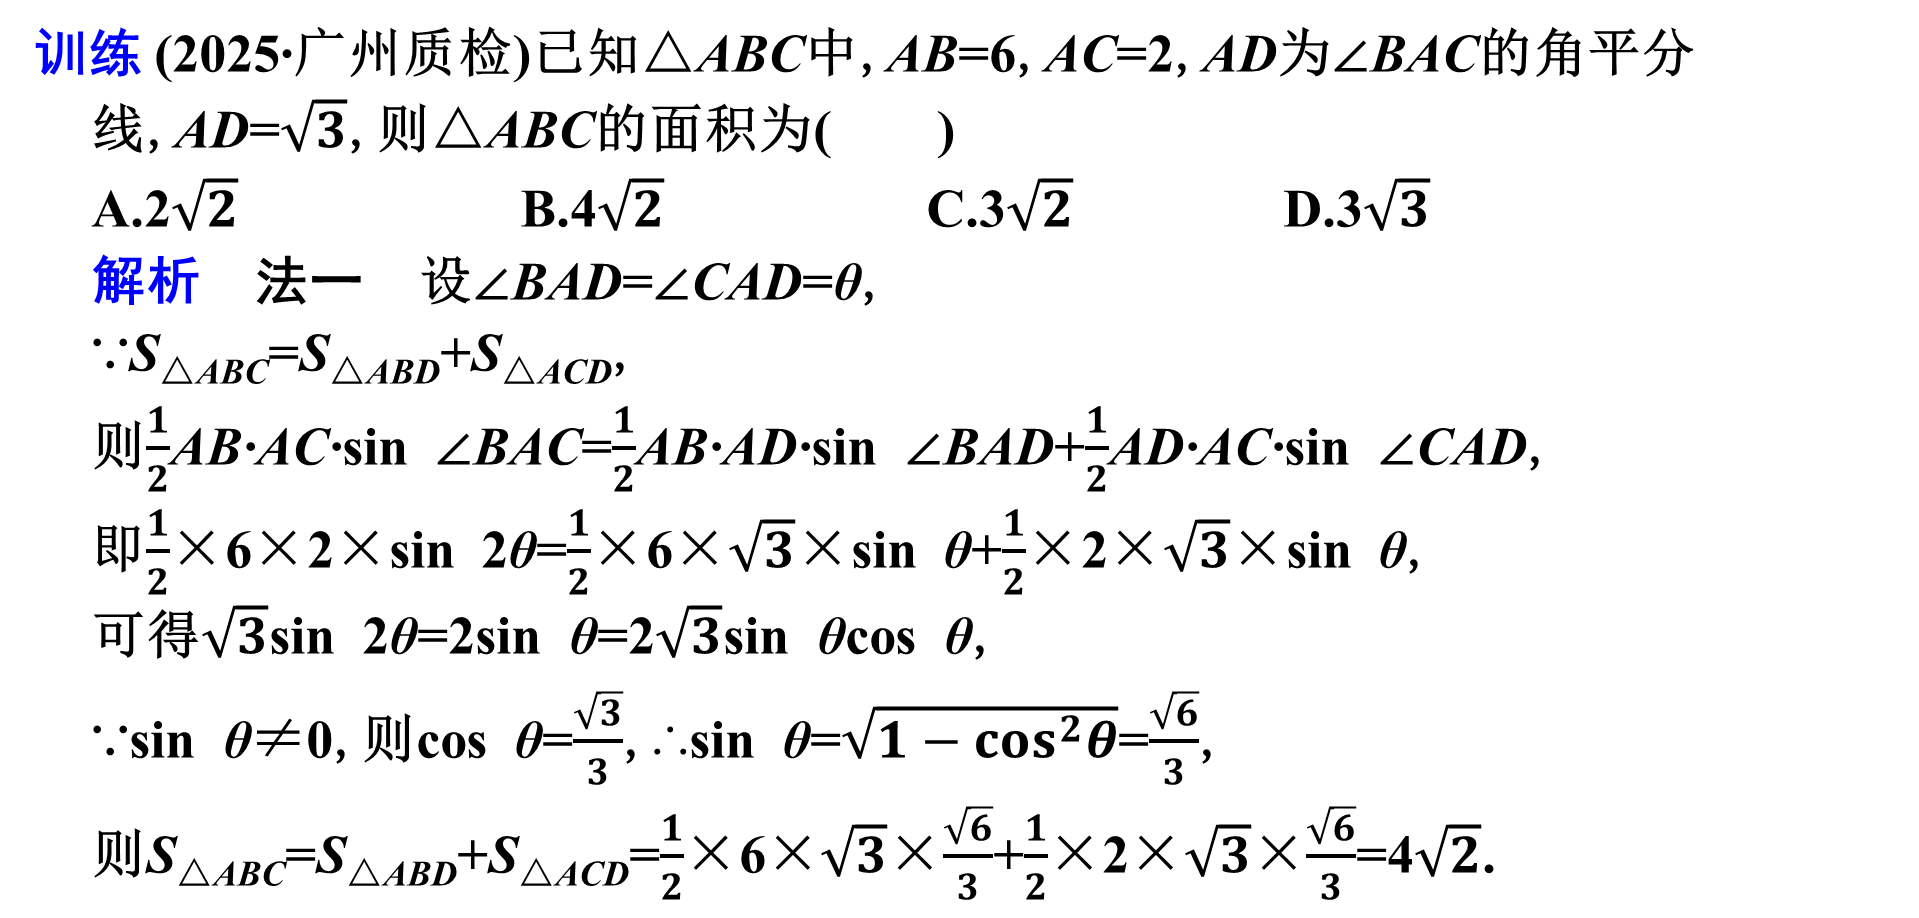 训练 (2025·广州质检)已知△ABC中, AB=6, AC=2, AD为∠BAC的角平分
线, AD=√3, 则△ABC的面积为(　　)
A.2√2　B.4√2　C.3√2　D.3√3
解析　法一　设∠BAD=∠CAD=θ,
∵S△ABC=S△ABD+S△ACD,
则1/2AB·AC·sin ∠BAC=1/2AB·AD·sin ∠BAD+1/2AD·AC·sin ∠CAD,
即1/2×6×2×sin 2θ=1/2×6×√3×sin θ+1/2×2×√3×sin θ,
可得√3sin 2θ=2sin θ=2√3sin θcos θ,
∵sin θ≠0, 则cos θ=√3/3, ∴sin θ=√(1−cos²θ)=√6/3,
则S△ABC=S△ABD+S△ACD=1/2×6×√3×√6/3+1/2×2×√3×√6/3=4√2.